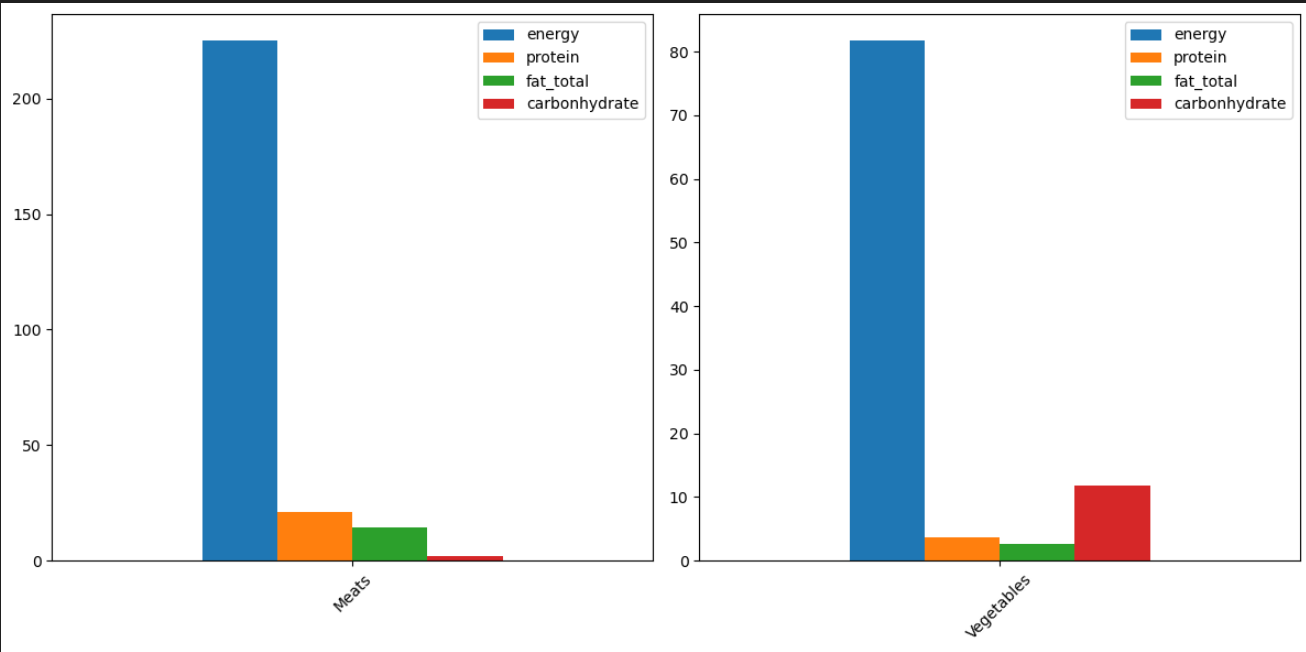 energy
protein
fat_total
carbonhydrate
200
150
100
50
0
Meats
energy
protein
fat_total
carbonhydrate
80
70
60
50
40
30
20
10
0
Vegetables